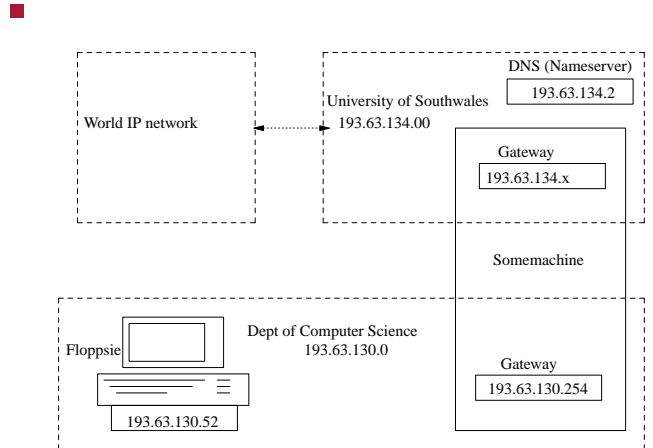 DNS (Nameserver)
193.63.134.2
University of Southwales
193.63.134.00
World IP network
Gateway
193.63.134.x
Somemachine
Dept of Computer Science
193.63.130.0
Floppsie
Gateway
193.63.130.254
193.63.130.52